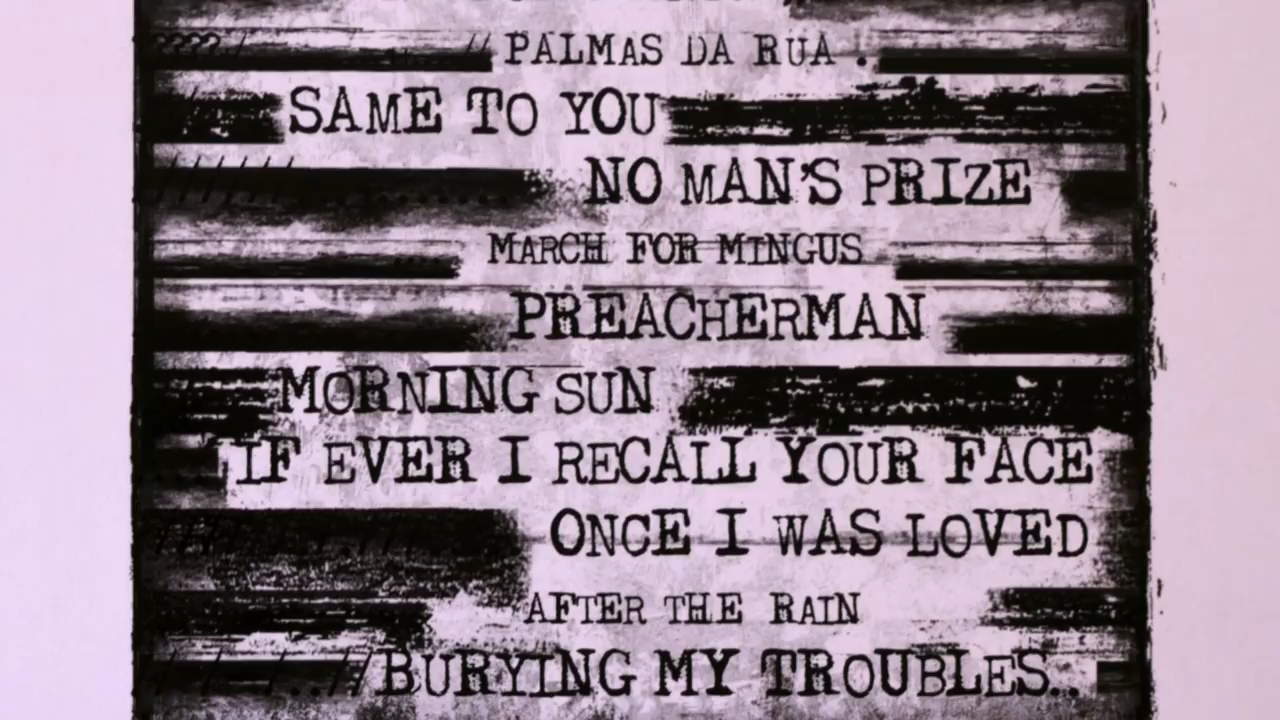 PALMAS DA RUA .
SAME TO YOU
NO MAN'S PRIZE
MARCH FOR MINGUS
PREACHERMAN
MORNING SUN
IF EVER I RECALL YOUR FACE
ONCE I WAS LOVED
AFTER THE RAIN
BURYING MY TROUBLES..